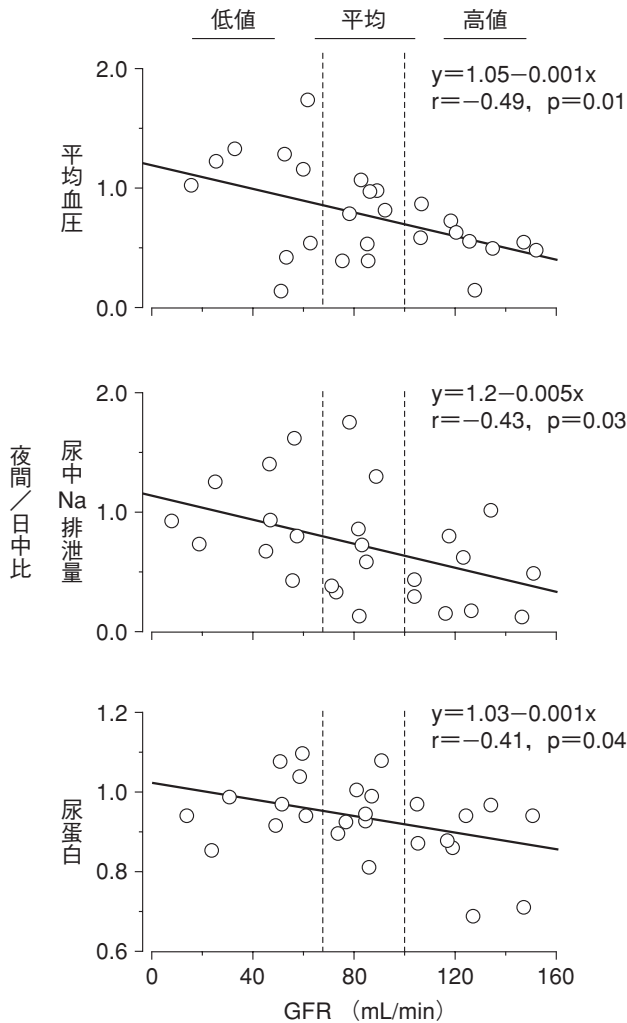 低値 平均 高値
夜間／日中比
平均血圧
2.0
1.0
0.0
y＝1.05−0.001x
r＝−0.49，p＝0.01
尿中Na排泄量
2.0
1.0
0.0
y＝1.2−0.005x
r＝−0.43，p＝0.03
尿蛋白
1.2
1.0
0.8
0.6
y＝1.03−0.001x
r＝−0.41，p＝0.04
0 40 80 120 160
GFR （mL/min）